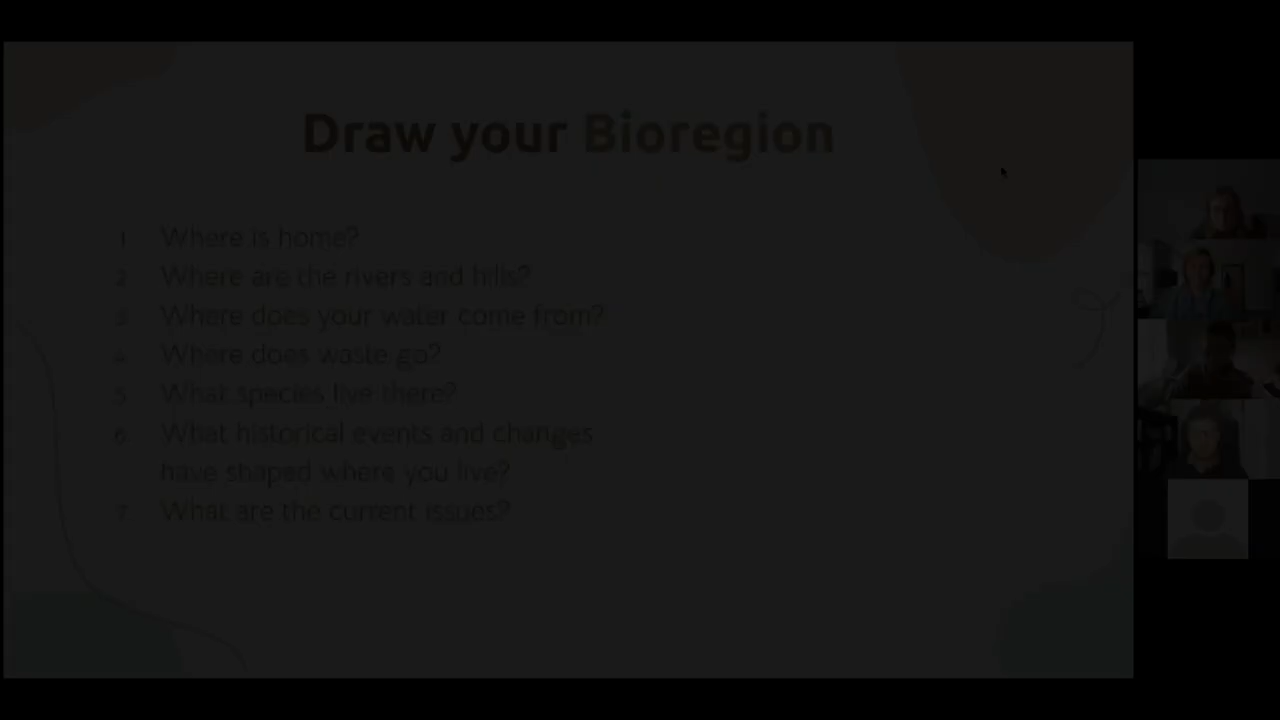 Draw your Bioregion
1 Where is home?
2 Where are the rivers and hills?
3 Where does your water come from?
4 Where does waste go?
5 What species live there?
6 What historical events and changes
have shaped where you live?
7 What are the current issues?